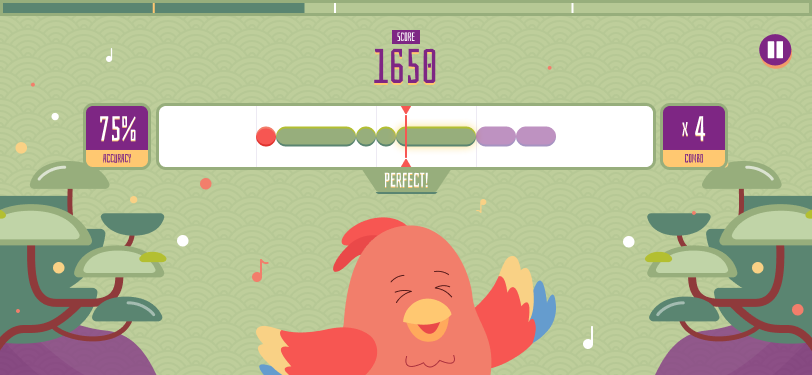 SCORE
1650
75%
ACCURACY
x 4
COMBO
PERFECT!